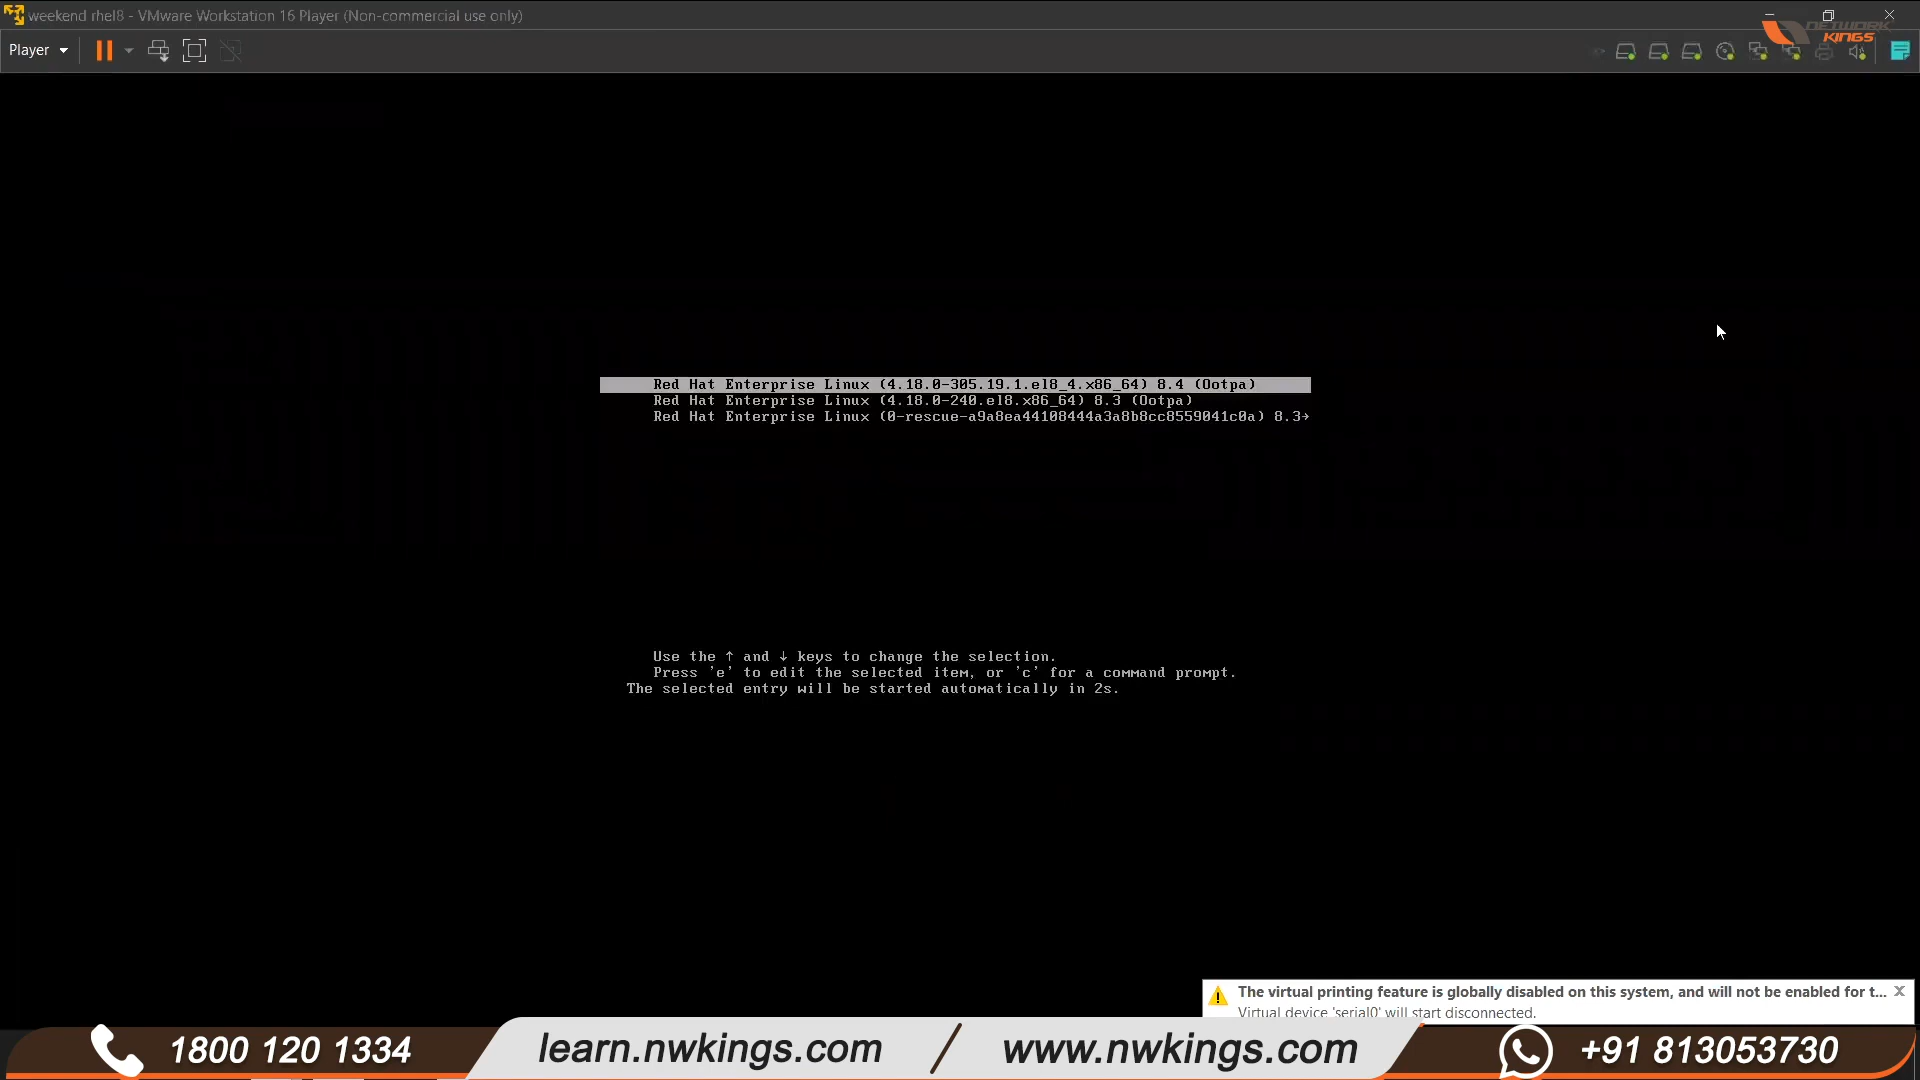 weekend rhel8 - VMware Workstation 16 Player (Non-commercial use only)
NETWORK
KINGS
Player
Red Hat Enterprise Linux (4.18.0-305.19.1.el8_4.x86_64) 8.4 (Ootpa)
Red Hat Enterprise Linux (4.18.0-240.el8.x86_64) 8.3 (Ootpa)
Red Hat Enterprise Linux (0-rescue-a9a8ea44108444a3a8b8cc8559041c0a) 8.3→
Use the ↑ and ↓ keys to change the selection.
Press 'e' to edit the selected item, or 'c' for a command prompt.
The selected entry will be started automatically in 2s.
The virtual printing feature is globally disabled on this system, and will not be enabled for t... X
Virtual device 'serial0' will start disconnected.
1800 120 1334 learn.nwkings.com / www.nwkings.com +91 813053730